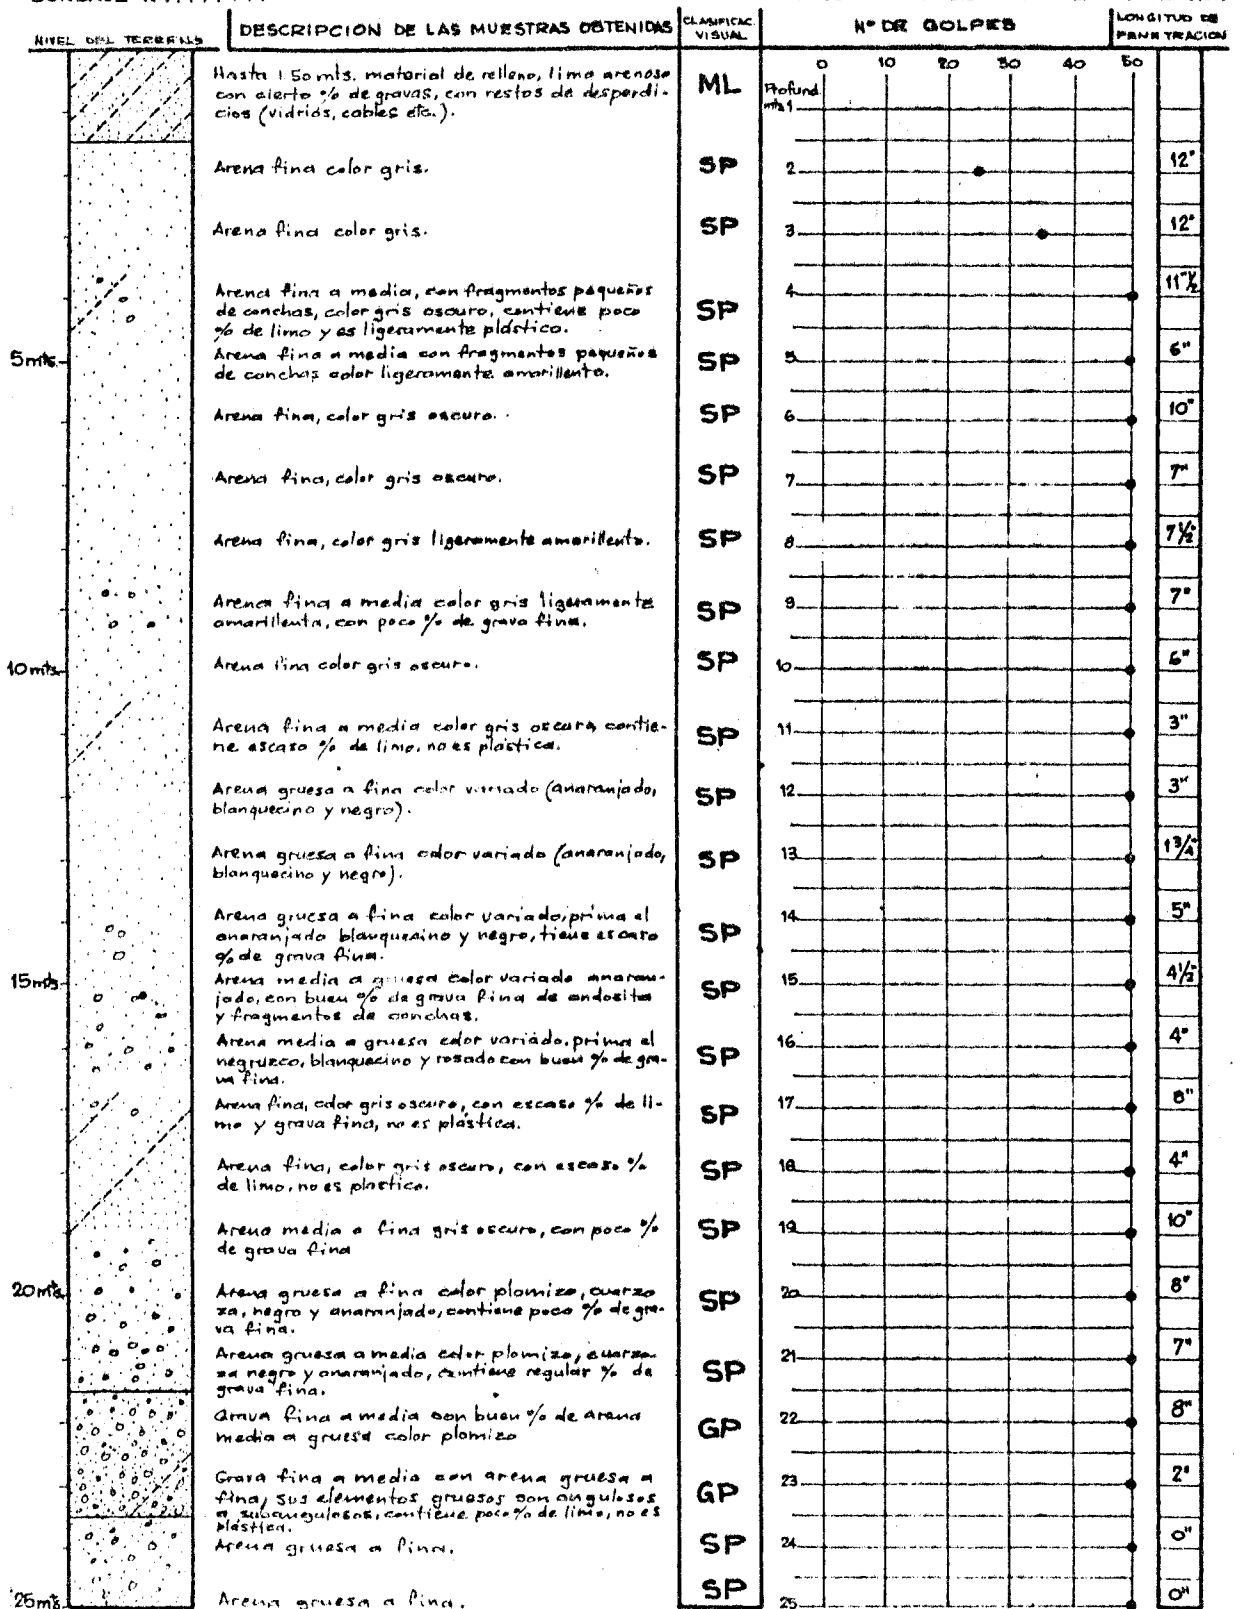 NIVEL DEL TERRENO
DESCRIPCION DE LAS MUESTRAS OBTENIDAS
CLASIFICAC.
VISUAL
Nº DE GOLPES
LONGITUD DE
PENETRACION
0 10 20 30 40 50
Profund.
mts 1
Hasta 1.50 mts. material de relleno, limo arenoso
con cierto % de gravas, con restos de desperdi-
cios (vidrios, cables etc.).
ML
Arena fina color gris.
SP 2 12"
Arena fina color gris.
SP 3 12"
Arena fina a media, con fragmentos pequeños
de conchas, color gris oscuro, contiene poco
% de limo y es ligeramente plástico.
SP 4 11"½
5 mts.
Arena fina a media con fragmentos pequeños
de conchas color ligeramente amarillento.
SP 5 6"
Arena fina, color gris oscuro.
SP 6 10"
Arena fina, color gris oscuro.
SP 7 7"
Arena fina, color gris ligeramente amarillento.
SP 8 7½"
Arena fina a media color gris ligeramente
amarillenta, con poco % de grava fina.
SP 9 7"
10 mts.
Arena fina color gris oscuro.
SP 10 6"
Arena fina a media color gris oscura, contie-
ne escaso % de limo, no es plástica.
SP 11 3"
Arena gruesa a fina color variado (anaranjado,
blanquecino y negro).
SP 12 3"
Arena gruesa a fina color variado (anaranjado,
blanquecino y negro).
SP 13 1¾"
Arena gruesa a fina color variado, prima el
anaranjado blanquecino y negro, tiene escaso
% de grava fina.
SP 14 5"
15 mts.
Arena media a gruesa color variado anaran-
jado, con buen % de grava fina de andesita
y fragmentos de conchas.
SP 15 4½"
Arena media a gruesa color variado, prima el
negruzco, blanquecino y rosado con buen % de gra-
va fina.
SP 16 4"
Arena fina, color gris oscuro, con escaso % de li-
mo y grava fina, no es plástica.
SP 17 8"
Arena fina, color gris oscuro, con escaso %
de limo, no es plastica.
SP 18 4"
Arena media a fina gris oscuro, con poco %
de grava fina
SP 19 10"
20 mts.
Arena gruesa a fina color plomizo, cuarzo
za, negro y anaranjado, contiene poco % de gra-
va fina.
SP 20 8"
Arena gruesa a media color plomizo, cuarzo-
za negro y anaranjado, contiene regular % de
grava fina.
SP 21 7"
Grava fina a media con buen % de arena
media a gruesa color plomizo
GP 22 8"
Grava fina a media con arena gruesa a
fina, sus elementos gruesos son angulosos
a subangulosos, contiene poco % de limo, no es
plástica.
GP 23 2"
Arena gruesa a fina.
SP 24 0"
25 mts.
Arena gruesa a fina.
SP 25 0"